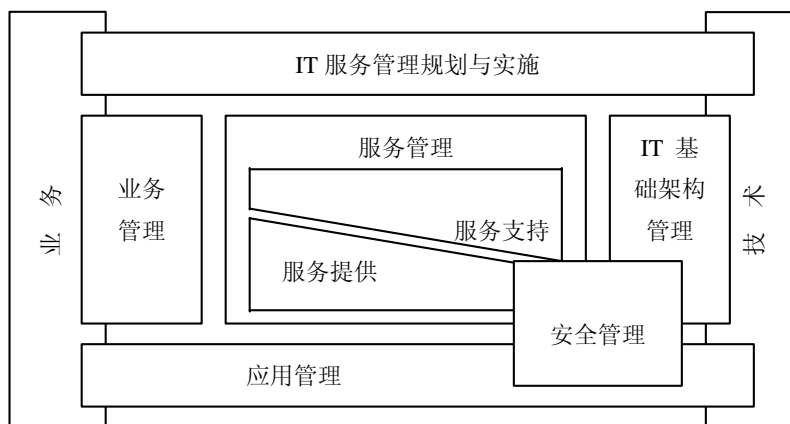 IT 服务管理规划与实施
业务
业务
管理
服务管理
服务支持
服务提供
IT 基
础架构
管理
技术
安全管理
应用管理